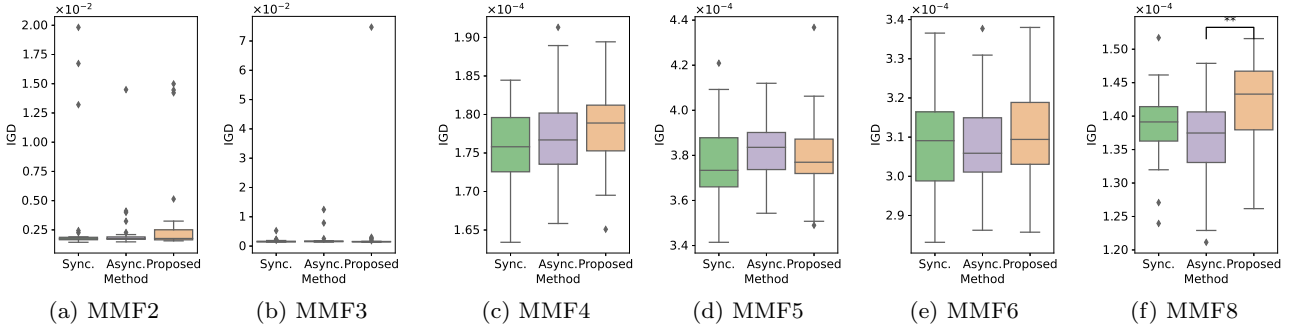 ×10⁻²
2.00
1.75
1.50
1.25
1.00
0.75
0.50
0.25
IGD
Sync. Async. Proposed
Method
(a) MMF2
×10⁻²
7
6
5
4
3
2
1
0
IGD
Sync. Async. Proposed
Method
(b) MMF3
×10⁻⁴
1.90
1.85
1.80
1.75
1.70
1.65
IGD
Sync. Async. Proposed
Method
(c) MMF4
×10⁻⁴
4.4
4.2
4.0
3.8
3.6
3.4
IGD
Sync. Async. Proposed
Method
(d) MMF5
×10⁻⁴
3.4
3.3
3.2
3.1
3.0
2.9
IGD
Sync. Async. Proposed
Method
(e) MMF6
×10⁻⁴
**
1.50
1.45
1.40
1.35
1.30
1.25
1.20
IGD
Sync. Async. Proposed
Method
(f) MMF8